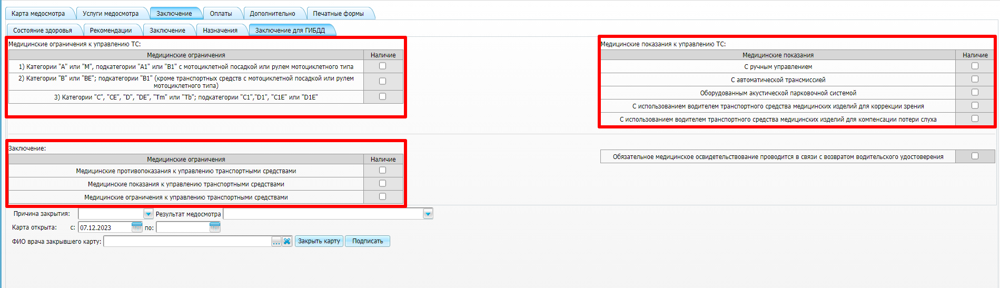 Карта медосмотра Услуги медосмотра Заключение Оплаты Дополнительно Печатные формы
Состояние здоровья Рекомендации Заключение Назначения Заключение для ГИБДД
Медицинские ограничения к управлению ТС:
Медицинские ограничения Наличие
1) Категории "А" или "М", подкатегории "А1" или "В1" с мотоциклетной посадкой или рулем мотоциклетного типа
2) Категории "В" или "ВЕ"; подкатегории "В1" (кроме транспортных средств с мотоциклетной посадкой или рулем
мотоциклетного типа)
3) Категории "С", "СЕ", "D", "DE", "Tm" или "Tb"; подкатегории "С1","D1", "С1Е" или "D1E"
Медицинские показания к управлению ТС:
Медицинские показания Наличие
С ручным управлением
С автоматической трансмиссией
Оборудованным акустической парковочной системой
С использованием водителем транспортного средства медицинских изделий для коррекции зрения
С использованием водителем транспортного средства медицинских изделий для компенсации потери слуха
Заключение:
Медицинские ограничения Наличие
Медицинские противопоказания к управлению транспортными средствами
Медицинские показания к управлению транспортными средствами
Медицинские ограничения к управлению транспортными средствами
Обязательное медицинское освидетельствование проводится в связи с возвратом водительского удостоверения
Причина закрытия: Результат медосмотра
Карта открыта: с: 07.12.2023 по:
ФИО врача закрывшего карту: ... Закрыть карту Подписать